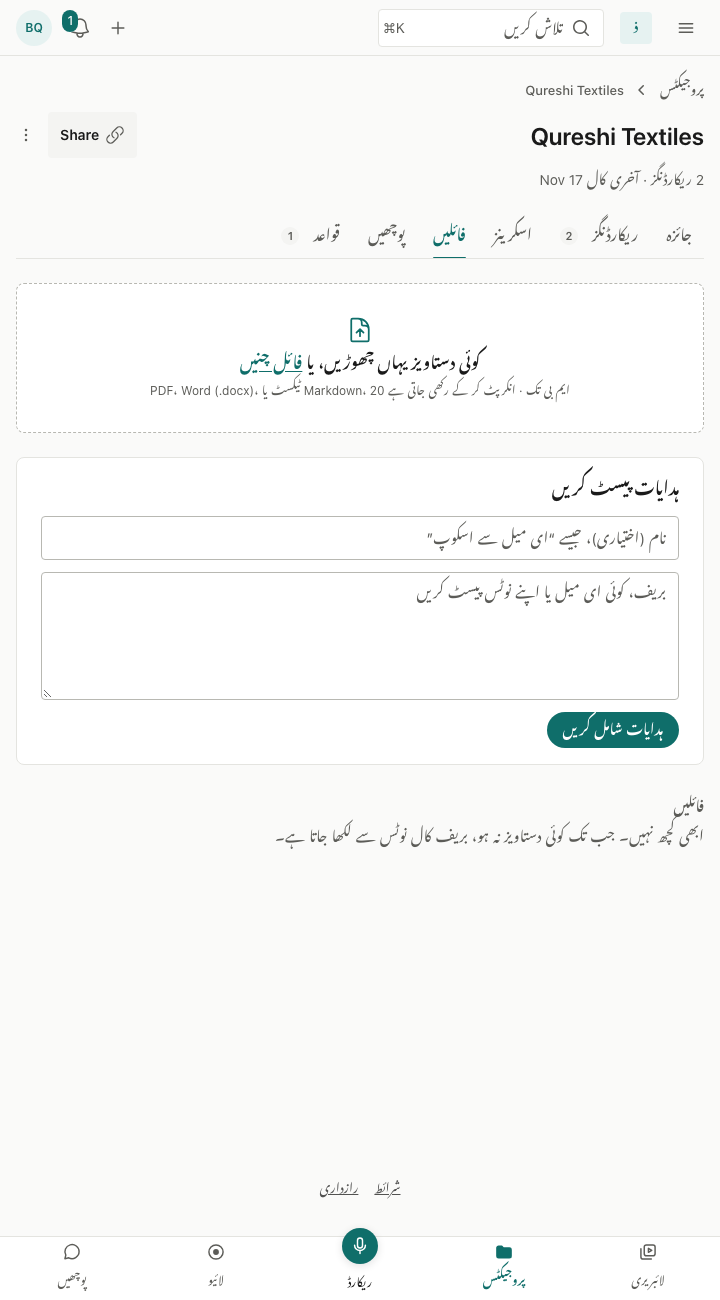 ذ
تلاش کریں
⌘K
1
BQ
پروجیکٹس
Qureshi Textiles
Qureshi Textiles
Share
2 ریکارڈنگز · آخری کال Nov 17
جائزہ
ریکارڈنگز 2
اسکرینز
فائلیں
پوچھیں
قواعد 1
کوئی دستاویز یہاں چھوڑیں، یا فائل چنیں
PDF، Word (.docx)، ٹیکسٹ یا Markdown، 20 ایم بی تک · انکرپٹ کر کے رکھی جاتی ہے
ہدایات پیسٹ کریں
نام (اختیاری)، جیسے "ای میل سے اسکوپ"
بریف، کوئی ای میل یا اپنے نوٹس پیسٹ کریں
ہدایات شامل کریں
فائلیں
ابھی کچھ نہیں۔ جب تک کوئی دستاویز نہ ہو، بریف کال نوٹس سے لکھا جاتا ہے۔
شرائط
رازداری
لائبریری
پروجیکٹس
ریکارڈ
لائیو
پوچھیں